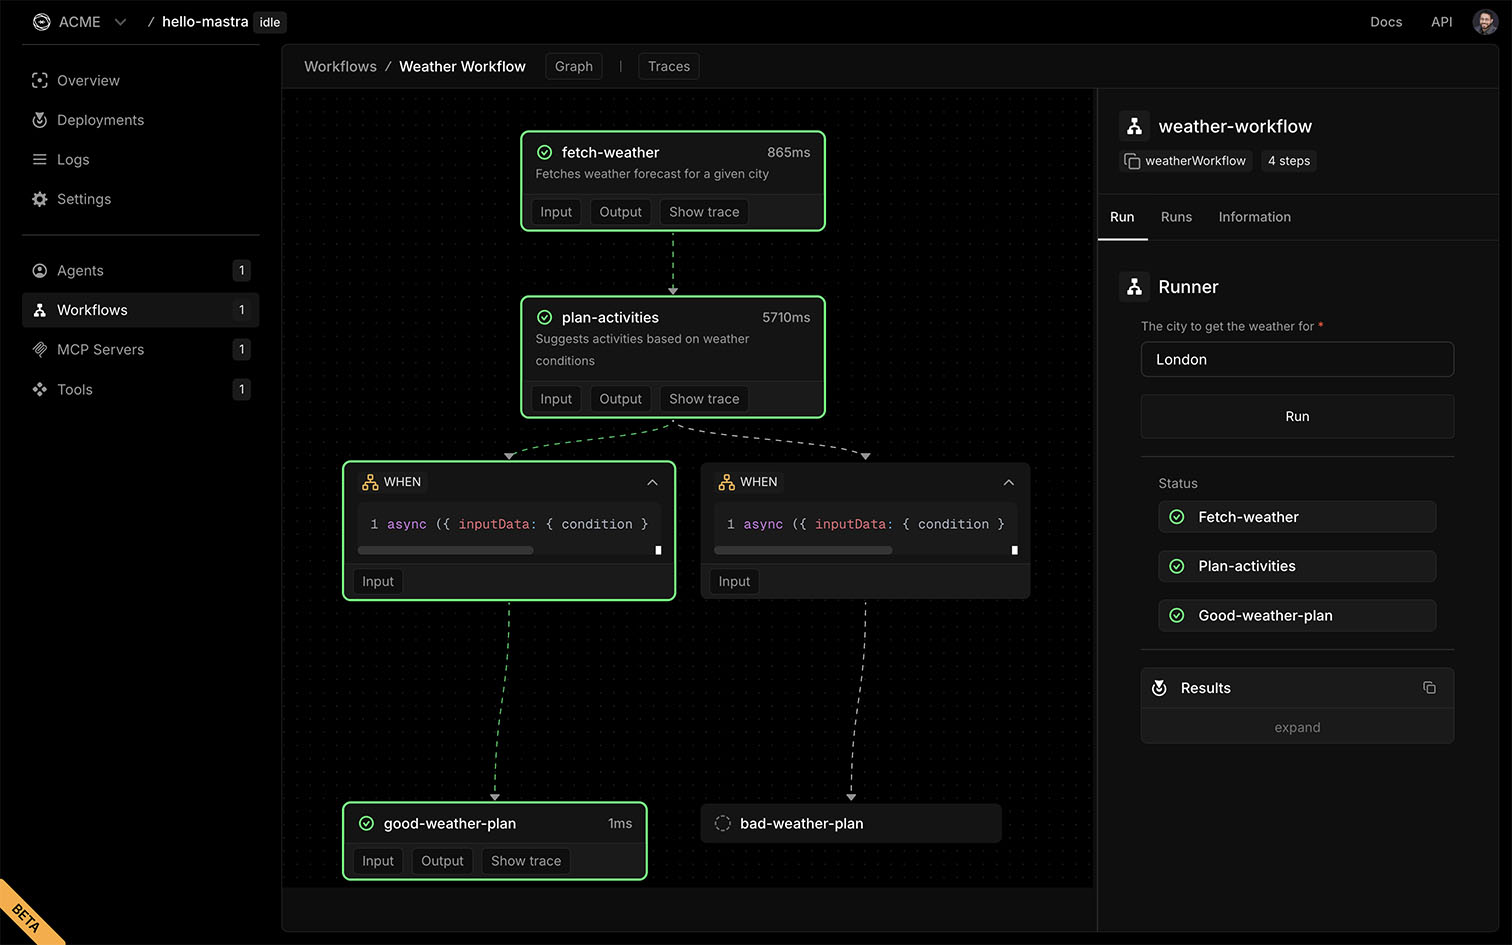 ACME / hello-mastra idle
Docs API
Overview
Deployments
Logs
Settings
Agents 1
Workflows 1
MCP Servers 1
Tools 1
BETA
Workflows / Weather Workflow Graph | Traces
fetch-weather 865ms
Fetches weather forecast for a given city
Input Output Show trace
plan-activities 5710ms
Suggests activities based on weather
conditions
Input Output Show trace
WHEN
1 async ({ inputData: { condition }
Input
WHEN
1 async ({ inputData: { condition }
Input
good-weather-plan 1ms
Input Output Show trace
bad-weather-plan
weather-workflow
weatherWorkflow 4 steps
Run Runs Information
Runner
The city to get the weather for *
London
Run
Status
Fetch-weather
Plan-activities
Good-weather-plan
Results
expand